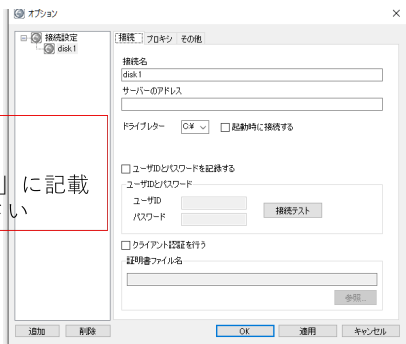 オプション
接続設定
disk1
接続 プロキシ その他
接続名
disk1
サーバーのアドレス
ドライブレター C:¥ 起動時に接続する
」に記載
い
ユーザIDとパスワードを記録する
ユーザIDとパスワード
ユーザID
パスワード
接続テスト
クライアント認証を行う
証明書ファイル名
参照...
追加 削除 OK 適用 キャンセル